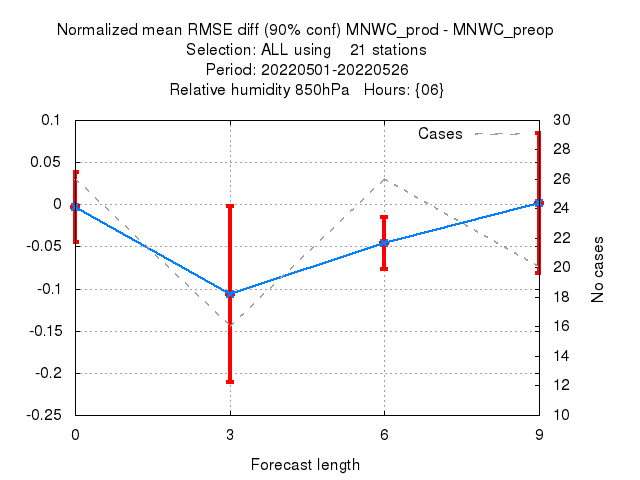 Normalized mean RMSE diff (90% conf) MNWC_prod - MNWC_preop
Selection: ALL using    21 stations
Period: 20220501-20220526
Relative humidity 850hPa   Hours: {06}
0.1
0.05
0
-0.05
-0.1
-0.15
-0.2
-0.25
Cases
30
28
26
24
22
20
18
16
14
12
10
No cases
0 3 6 9
Forecast length